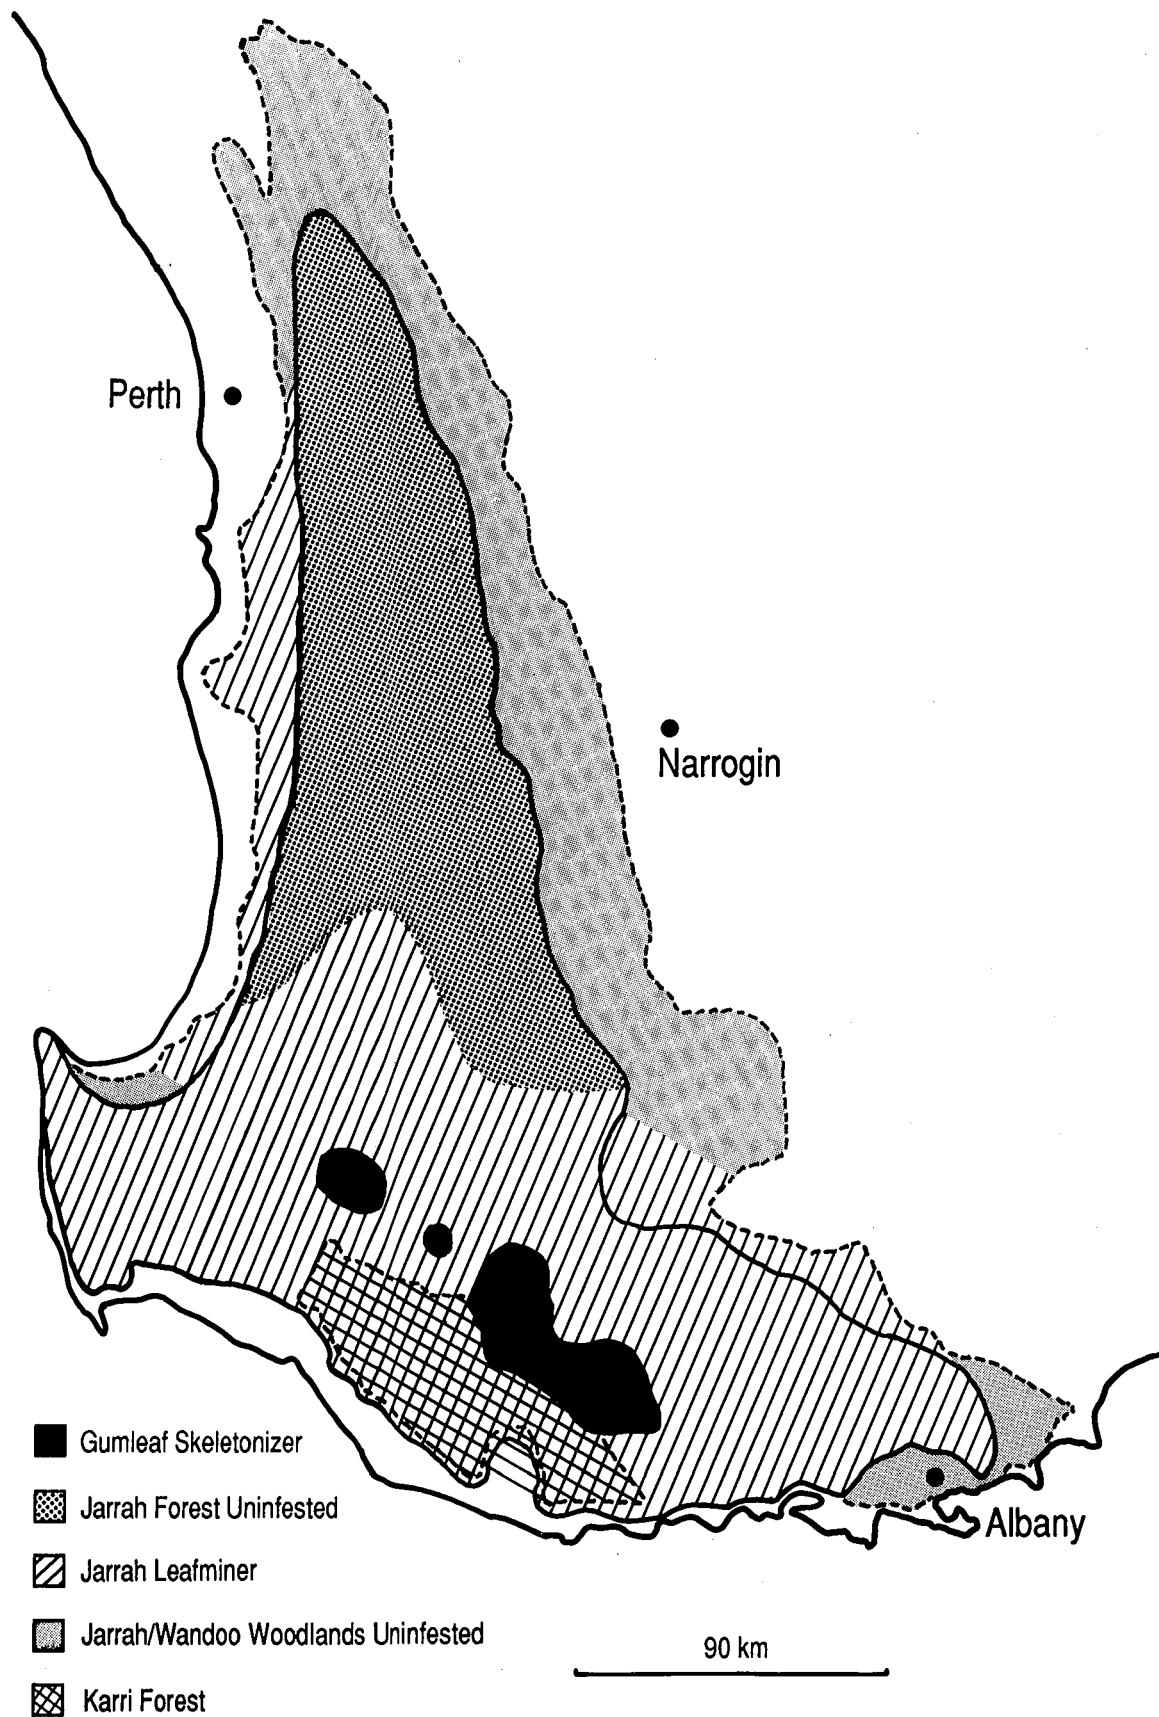 Perth
Narrogin
Gumleaf Skeletonizer
Jarrah Forest Uninfested
Albany
Jarrah Leafminer
Jarrah/Wandoo Woodlands Uninfested
90 km
Karri Forest